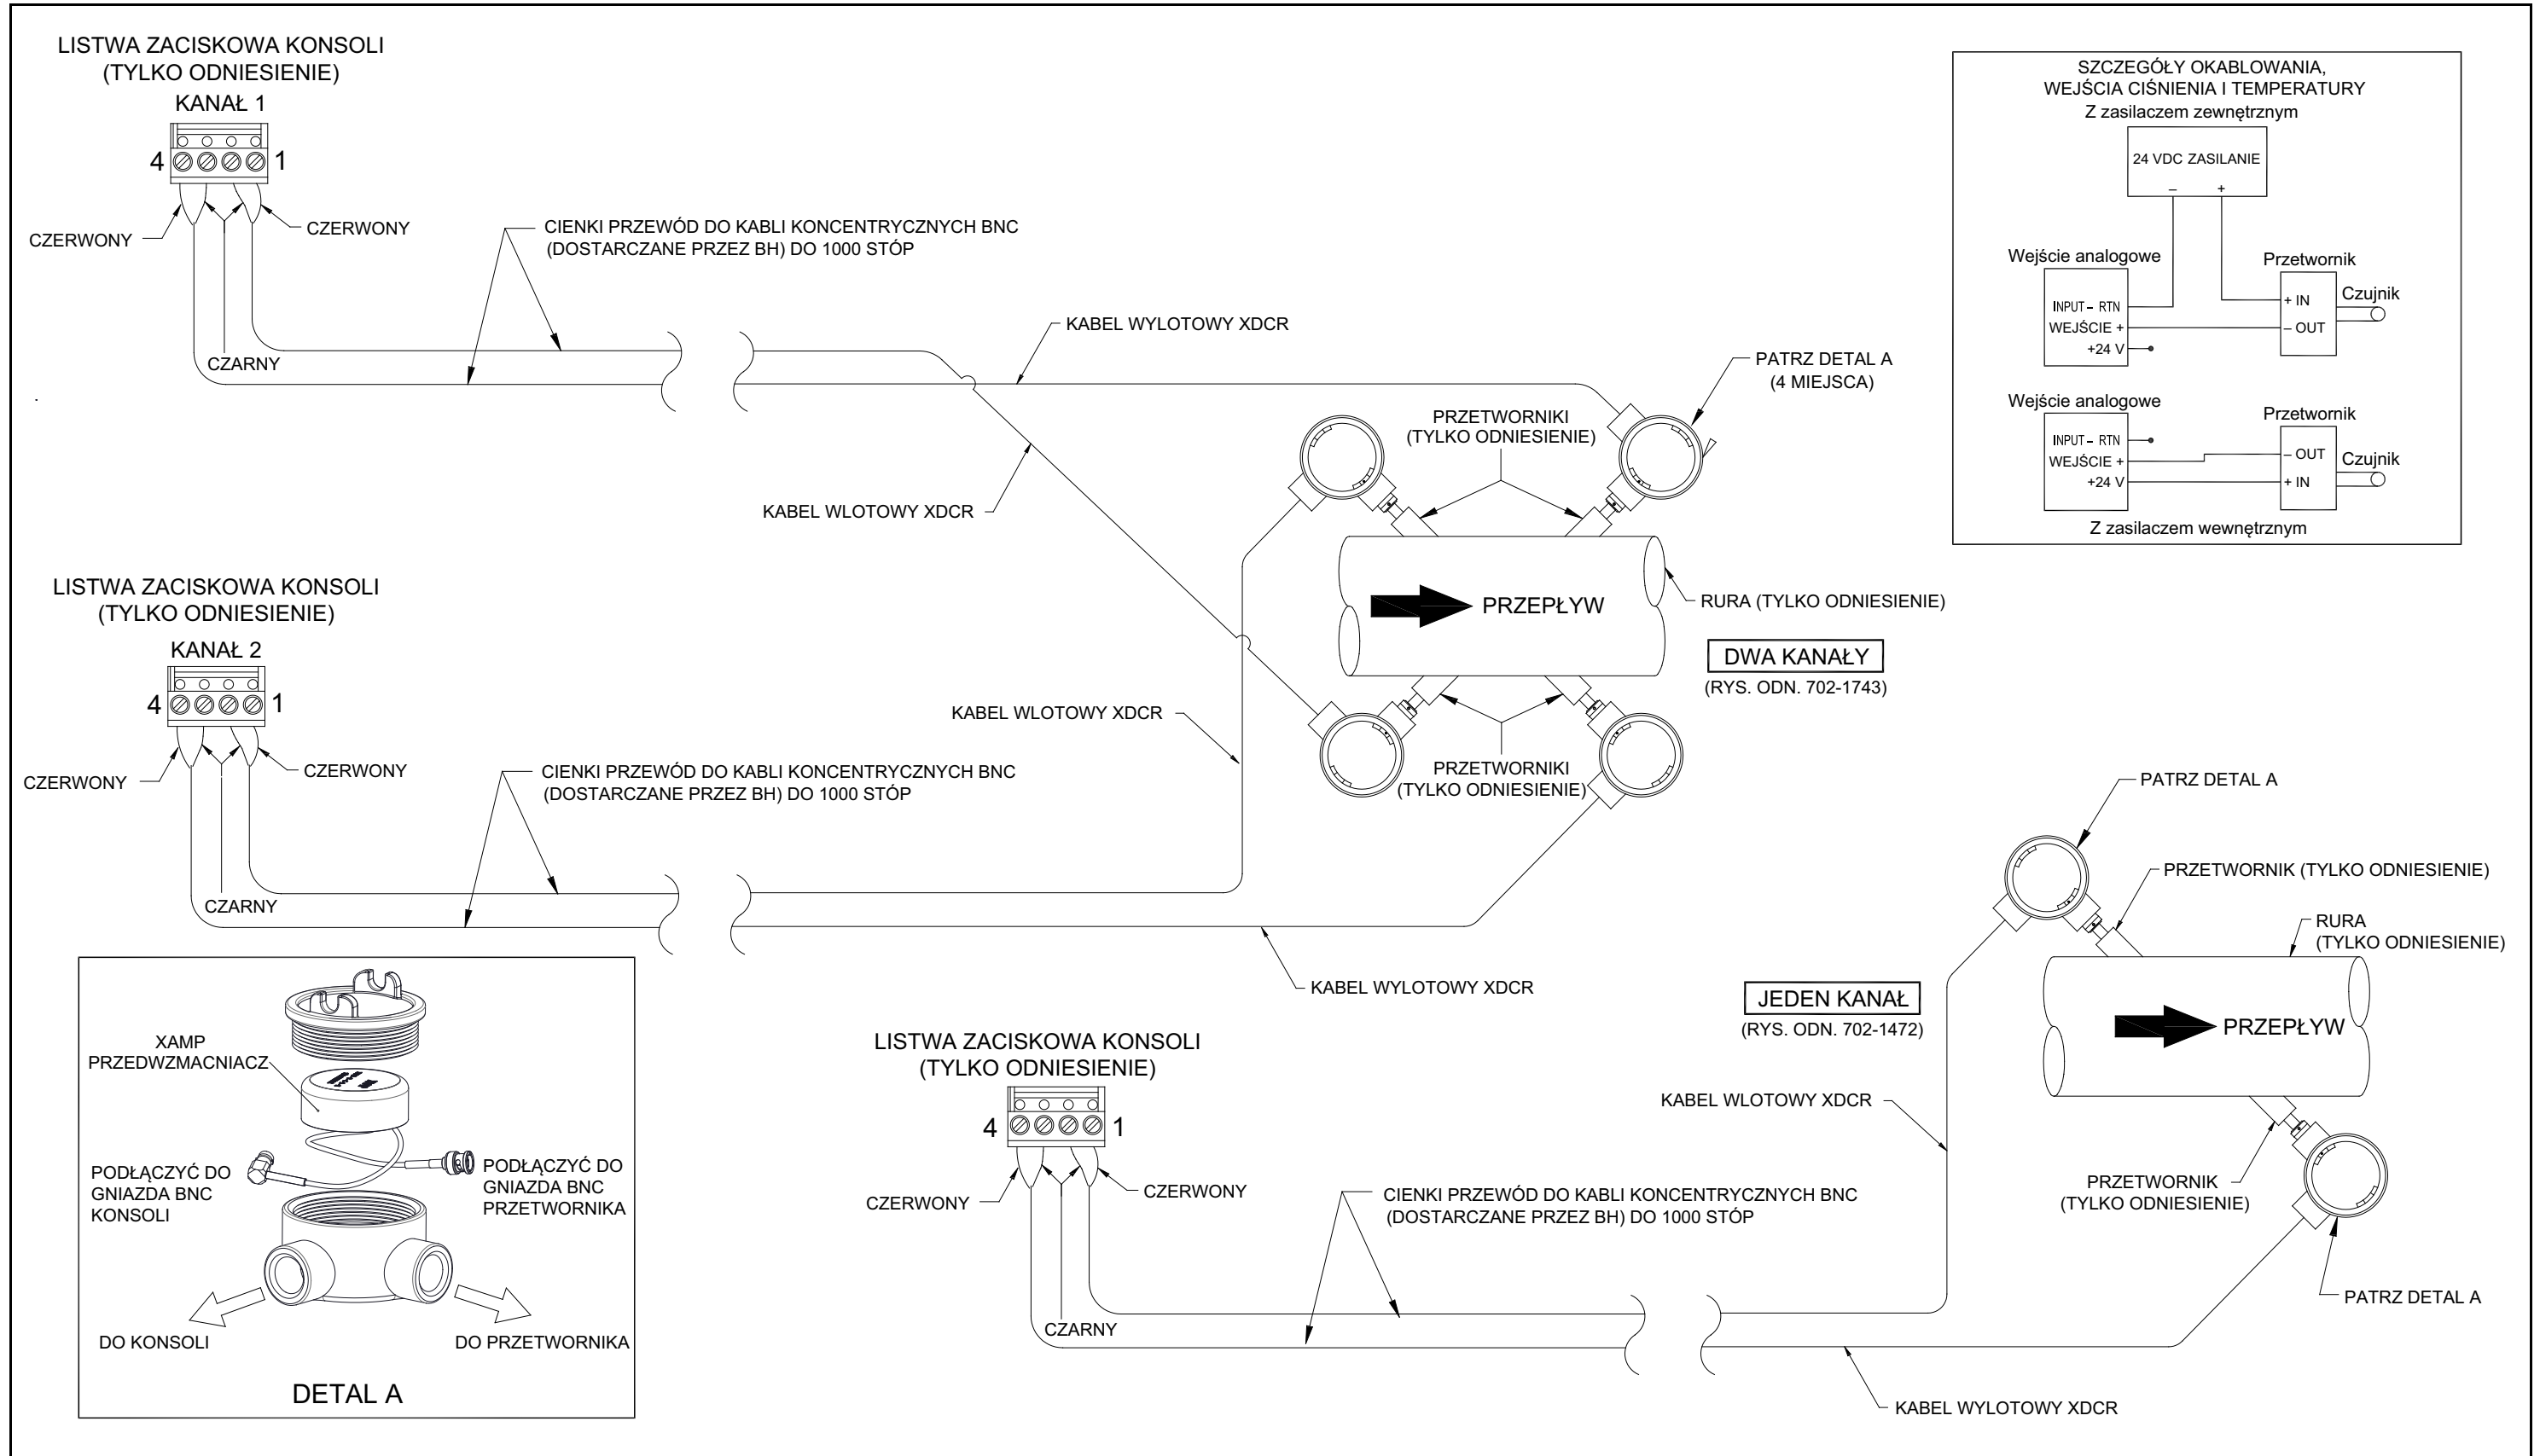 LISTWA ZACISKOWA KONSOLI
(TYLKO ODNIESIENIE)
KANAŁ 1
4
1
CZERWONY
CZERWONY
CZARNY
CIENKI PRZEWÓD DO KABLI KONCENTRYCZNYCH BNC
(DOSTARCZANE PRZEZ BH) DO 1000 STÓP
KABEL WYLOTOWY XDCR
KABEL WLOTOWY XDCR
PATRZ DETAL A
(4 MIEJSCA)
PRZETWORNIKI
(TYLKO ODNIESIENIE)
PRZEPŁYW
RURA (TYLKO ODNIESIENIE)
DWA KANAŁY
(RYS. ODN. 702-1743)
PRZETWORNIKI
(TYLKO ODNIESIENIE)
SZCZEGÓŁY OKABLOWANIA,
WEJŚCIA CIŚNIENIA I TEMPERATURY
Z zasilaczem zewnętrznym
24 VDC ZASILANIE
– +
Wejście analogowe
INPUT – RTN
WEJŚCIE +
+24 V
Przetwornik
+ IN
– OUT
Czujnik
Wejście analogowe
INPUT – RTN
WEJŚCIE +
+24 V
Przetwornik
– OUT
+ IN
Czujnik
Z zasilaczem wewnętrznym
LISTWA ZACISKOWA KONSOLI
(TYLKO ODNIESIENIE)
KANAŁ 2
4
1
CZERWONY
CZERWONY
CZARNY
CIENKI PRZEWÓD DO KABLI KONCENTRYCZNYCH BNC
(DOSTARCZANE PRZEZ BH) DO 1000 STÓP
KABEL WLOTOWY XDCR
KABEL WYLOTOWY XDCR
XAMP
PRZEDWZMACNIACZ
PODŁĄCZYĆ DO
GNIAZDA BNC
KONSOLI
PODŁĄCZYĆ DO
GNIAZDA BNC
PRZETWORNIKA
DO KONSOLI
DO PRZETWORNIKA
DETAL A
LISTWA ZACISKOWA KONSOLI
(TYLKO ODNIESIENIE)
4
1
CZERWONY
CZERWONY
CZARNY
CIENKI PRZEWÓD DO KABLI KONCENTRYCZNYCH BNC
(DOSTARCZANE PRZEZ BH) DO 1000 STÓP
JEDEN KANAŁ
(RYS. ODN. 702-1472)
KABEL WLOTOWY XDCR
KABEL WYLOTOWY XDCR
PATRZ DETAL A
PRZETWORNIK (TYLKO ODNIESIENIE)
RURA
(TYLKO ODNIESIENIE)
PRZEPŁYW
PRZETWORNIK
(TYLKO ODNIESIENIE)
PATRZ DETAL A